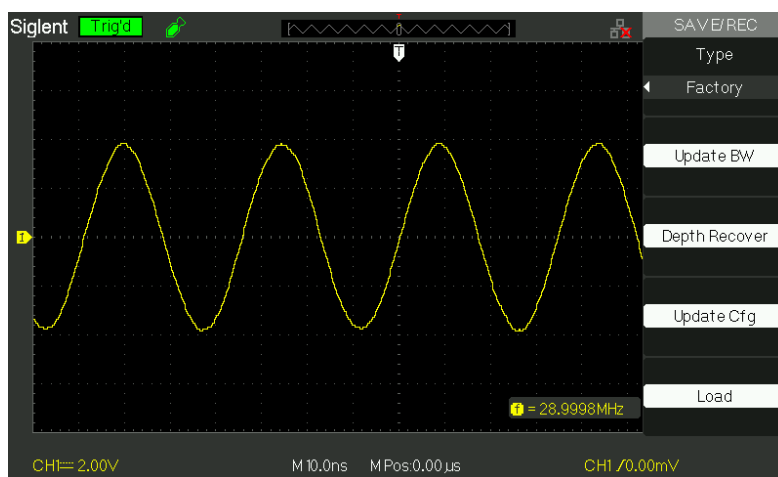 Siglent Trig'd SAVE/REC
T
Type
Factory
Update BW
Depth Recover
1
Update Cfg
f = 28.9998MHz
Load
CH1 2.00V M 10.0ns M Pos:0.00µs CH1 /0.00mV